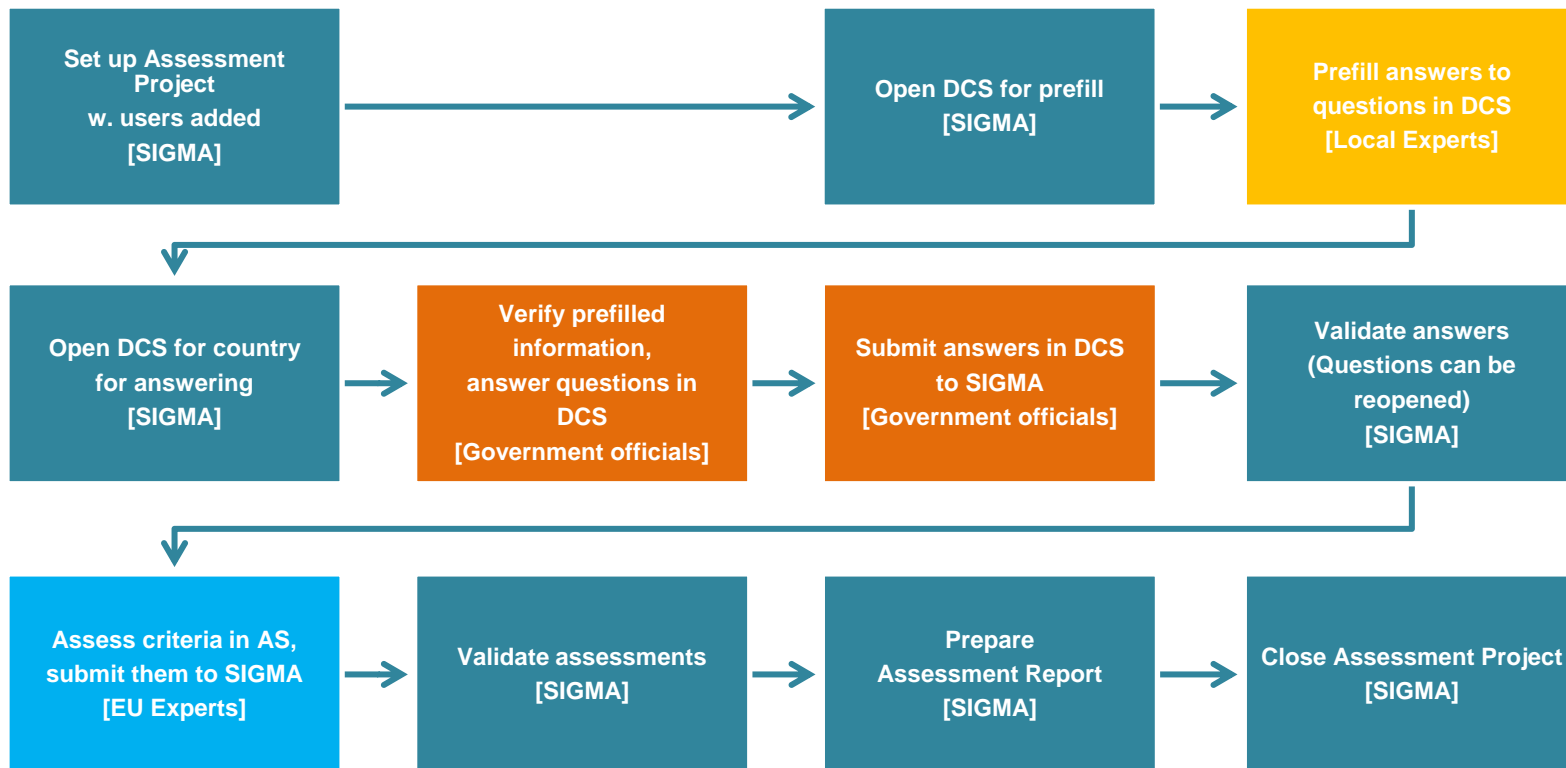 Set up Assessment
Project
w. users added
[SIGMA]
Open DCS for prefill
[SIGMA]
Prefill answers to
questions in DCS
[Local Experts]
Open DCS for country
for answering
[SIGMA]
Verify prefilled
information,
answer questions in
DCS
[Government officials]
Submit answers in DCS
to SIGMA
[Government officials]
Validate answers
(Questions can be
reopened)
[SIGMA]
Assess criteria in AS,
submit them to SIGMA
[EU Experts]
Validate assessments
[SIGMA]
Prepare
Assessment Report
[SIGMA]
Close Assessment Project
[SIGMA]